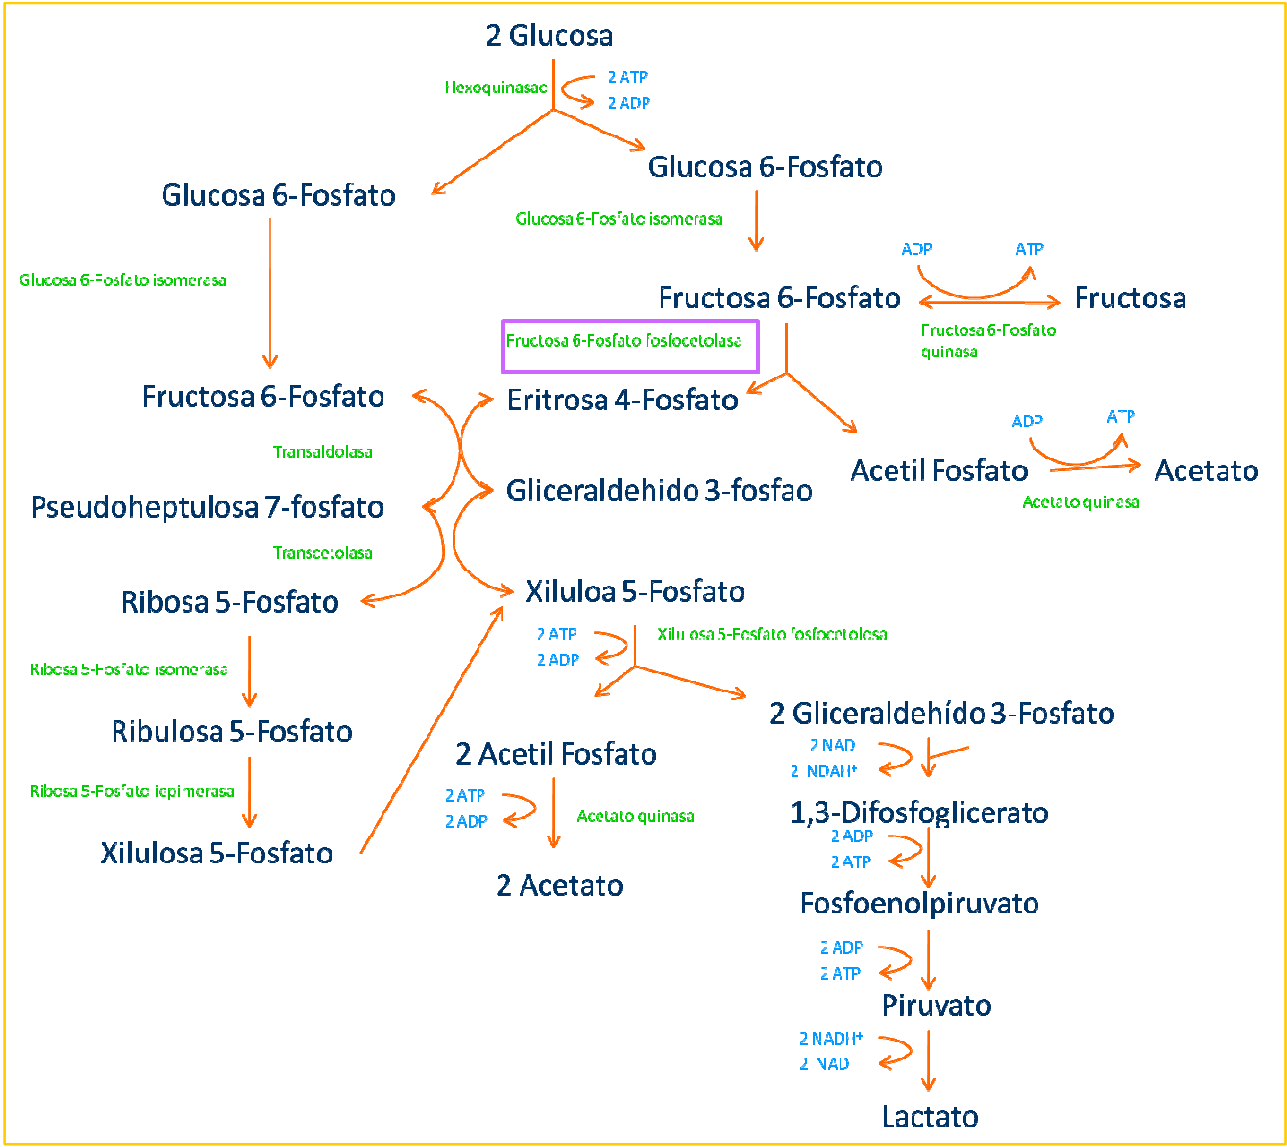 2 Glucosa
Hexoquinasac
2 ATP
2 ADP
Glucosa 6-Fosfato
Glucosa 6-Fosfato
Glucosa 6-Fosfato isomerasa
Glucosa 6-Fosfato isomerasa
ADP
ATP
Fructosa 6-Fosfato
Fructosa
Fructosa 6-Fosfato fosfocetolasa
Fructosa 6-Fosfato
quinasa
Fructosa 6-Fosfato
Eritrosa 4-Fosfato
ADP
ATP
Transaldolasa
Acetil Fosfato
Acetato
Pseudoheptulosa 7-fosfato
Gliceraldehido 3-fosfao
Acetato quinasa
Transcetolasa
Ribosa 5-Fosfato
Xiluloa 5-Fosfato
2 ATP
2 ADP
Xilulosa 5-Fosfato fosfocetolosa
Ribosa 5-Fosfato isomerasa
Ribulosa 5-Fosfato
2 Gliceraldehído 3-Fosfato
2 NAD
2 NDAH+
2 Acetil Fosfato
Ribosa 5-Fosfato iepimerasa
2 ATP
2 ADP
Acetato quinasa
1,3-Difosfoglicerato
2 ADP
2 ATP
Xilulosa 5-Fosfato
2 Acetato
Fosfoenolpiruvato
2 ADP
2 ATP
Piruvato
2 NADH+
2 NAD
Lactato